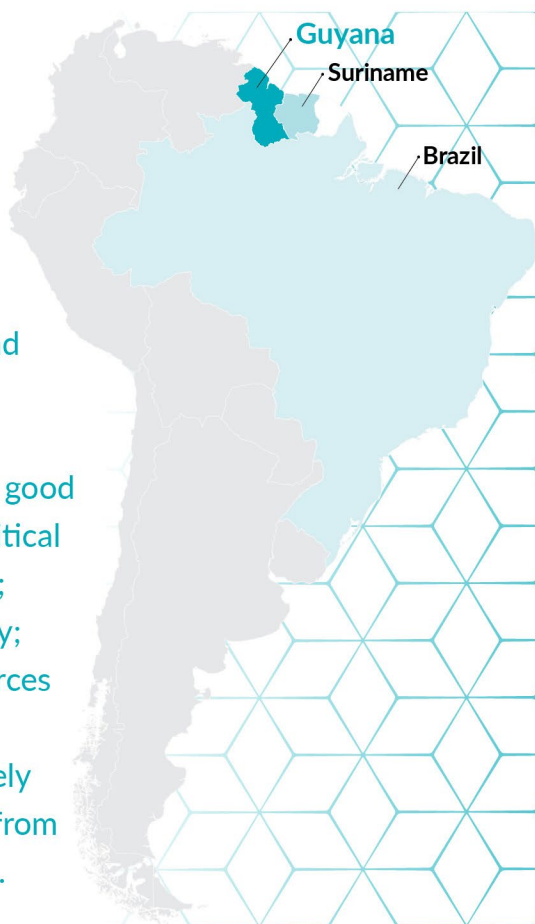 Guyana
Suriname
Brazil
d
good
tical
;
y;
rces
ely
from
.